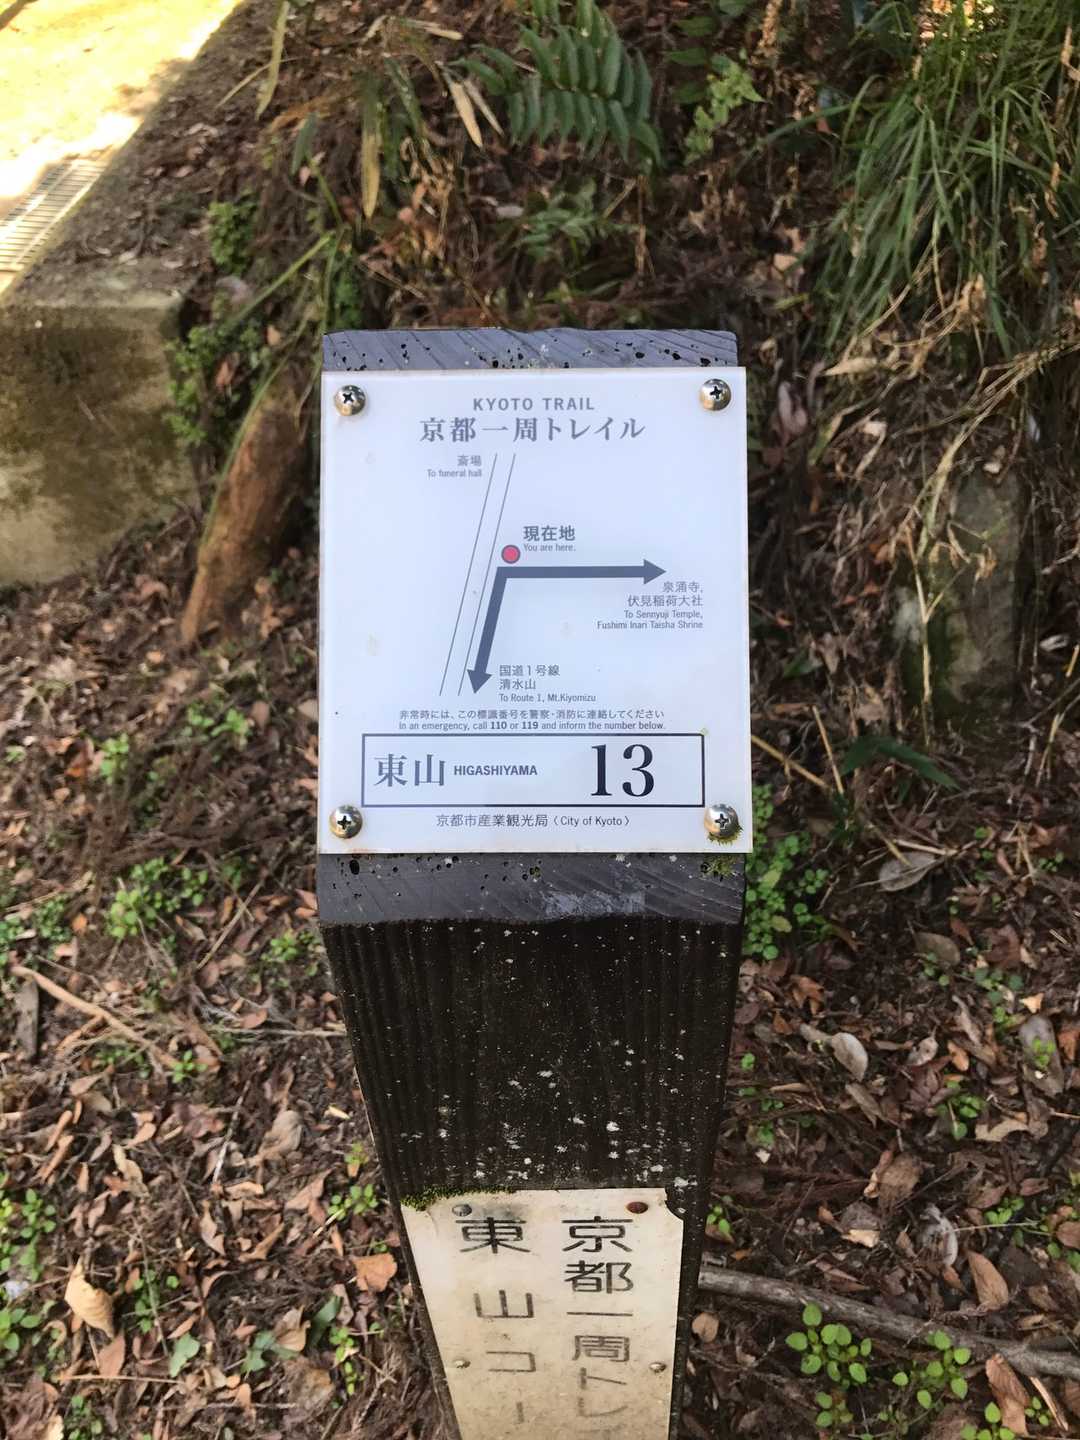 KYOTO TRAIL
京都一周トレイル
斎場
To funeral hall
現在地
You are here.
泉涌寺,
伏見稲荷大社
To Sennyuji Temple,
Fushimi Inari Taisha Shrine
国道1号線
清水山
To Route 1, Mt.Kiyomizu
非常時には、この標識番号を警察・消防に連絡してください
In an emergency, call 110 or 119 and inform the number below.
東山 HIGASHIYAMA 13
京都市産業観光局（City of Kyoto）
京都一周トレ
東山コー